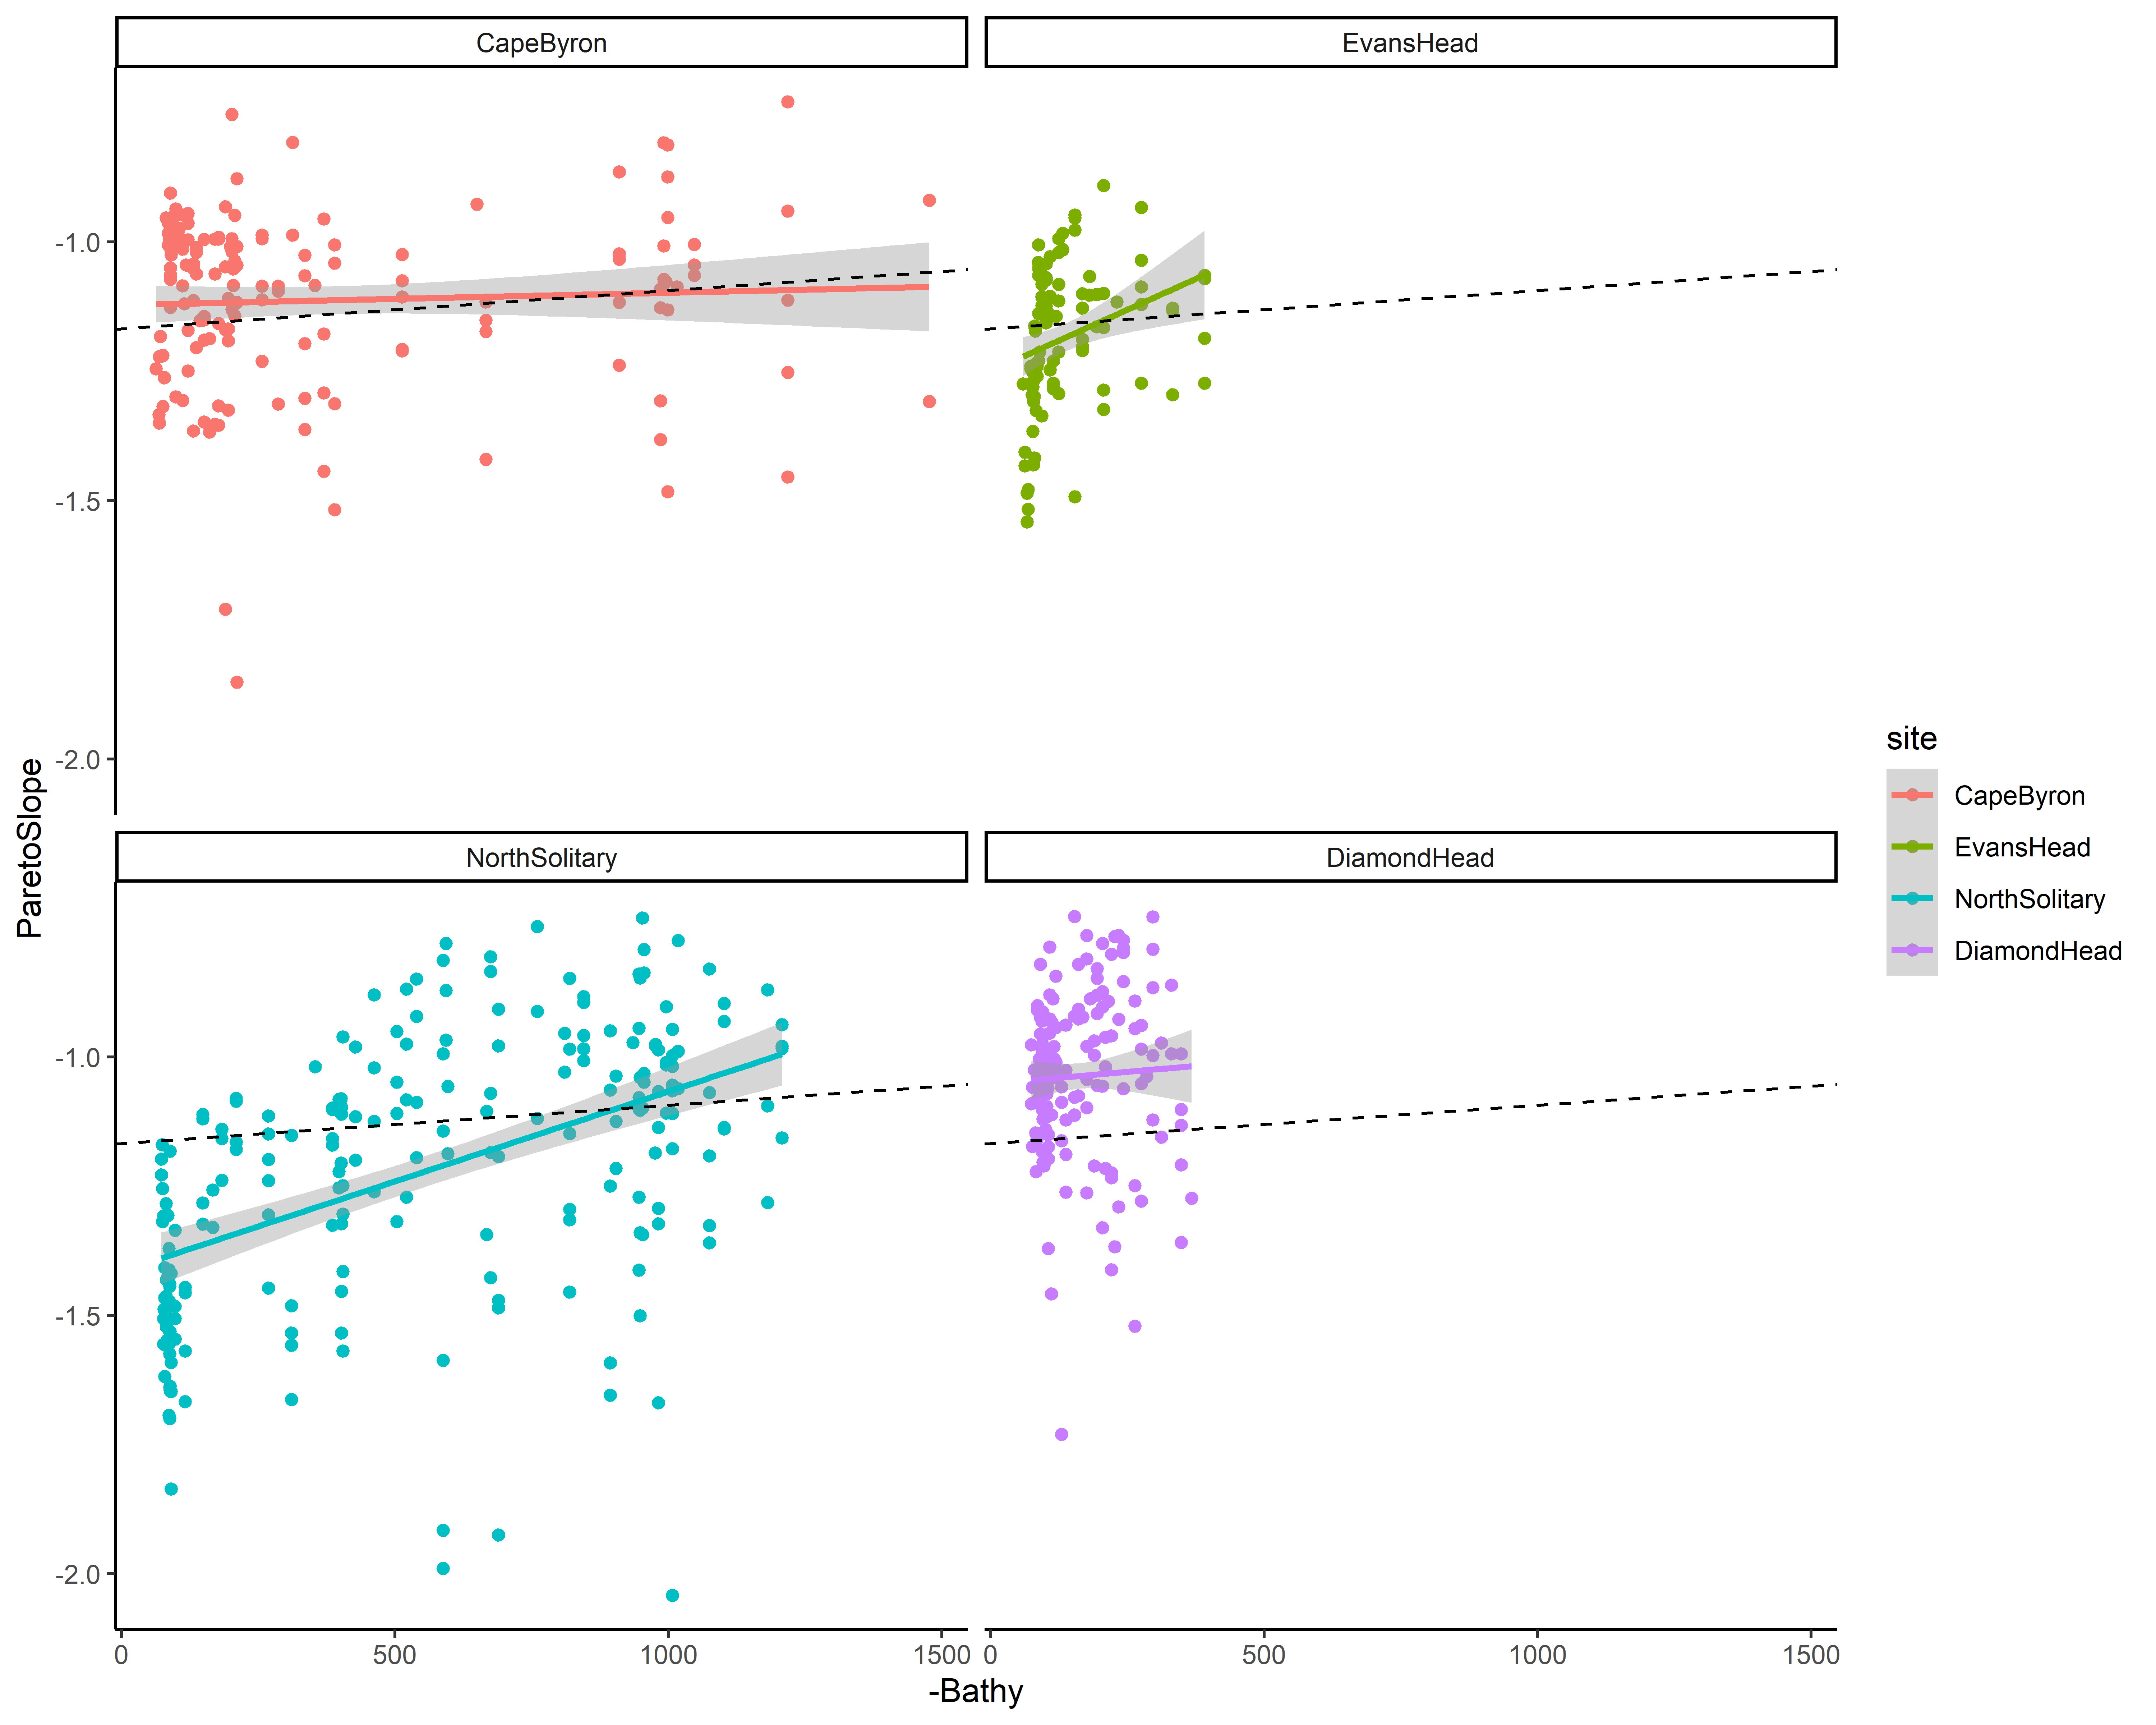 CapeByron
EvansHead
-1.0
-1.5
-2.0
NorthSolitary
DiamondHead
-1.0
-1.5
-2.0
0
500
1000
1500
0
500
1000
1500
-Bathy
ParetoSlope
site
CapeByron
EvansHead
NorthSolitary
DiamondHead